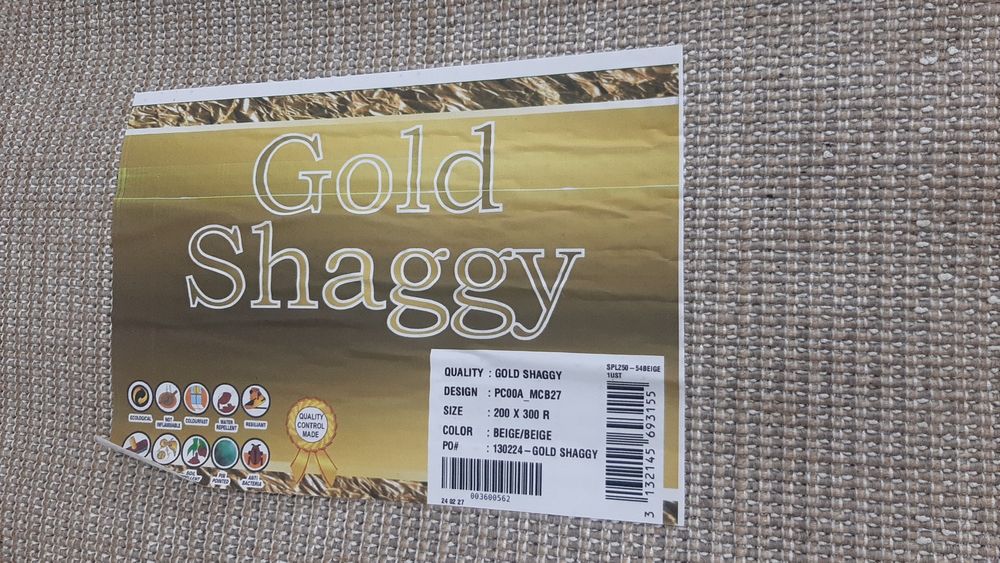 Gold
Shaggy
ECOLOGICAL
NOT INFLAMMABLE
COLOURFAST
WATER REPELLENT
RESILIANT
PIN POINTED
ANTI BACTERIA
QUALITY
CONTROL
MADE
QUALITY : GOLD SHAGGY
DESIGN : PC00A_MCB27
SIZE : 200 X 300 R
COLOR : BEIGE/BEIGE
PO# : 130224-GOLD SHAGGY
003600562
24 02 27
SPL250-54BEIGE
1UST
3 132145 693155